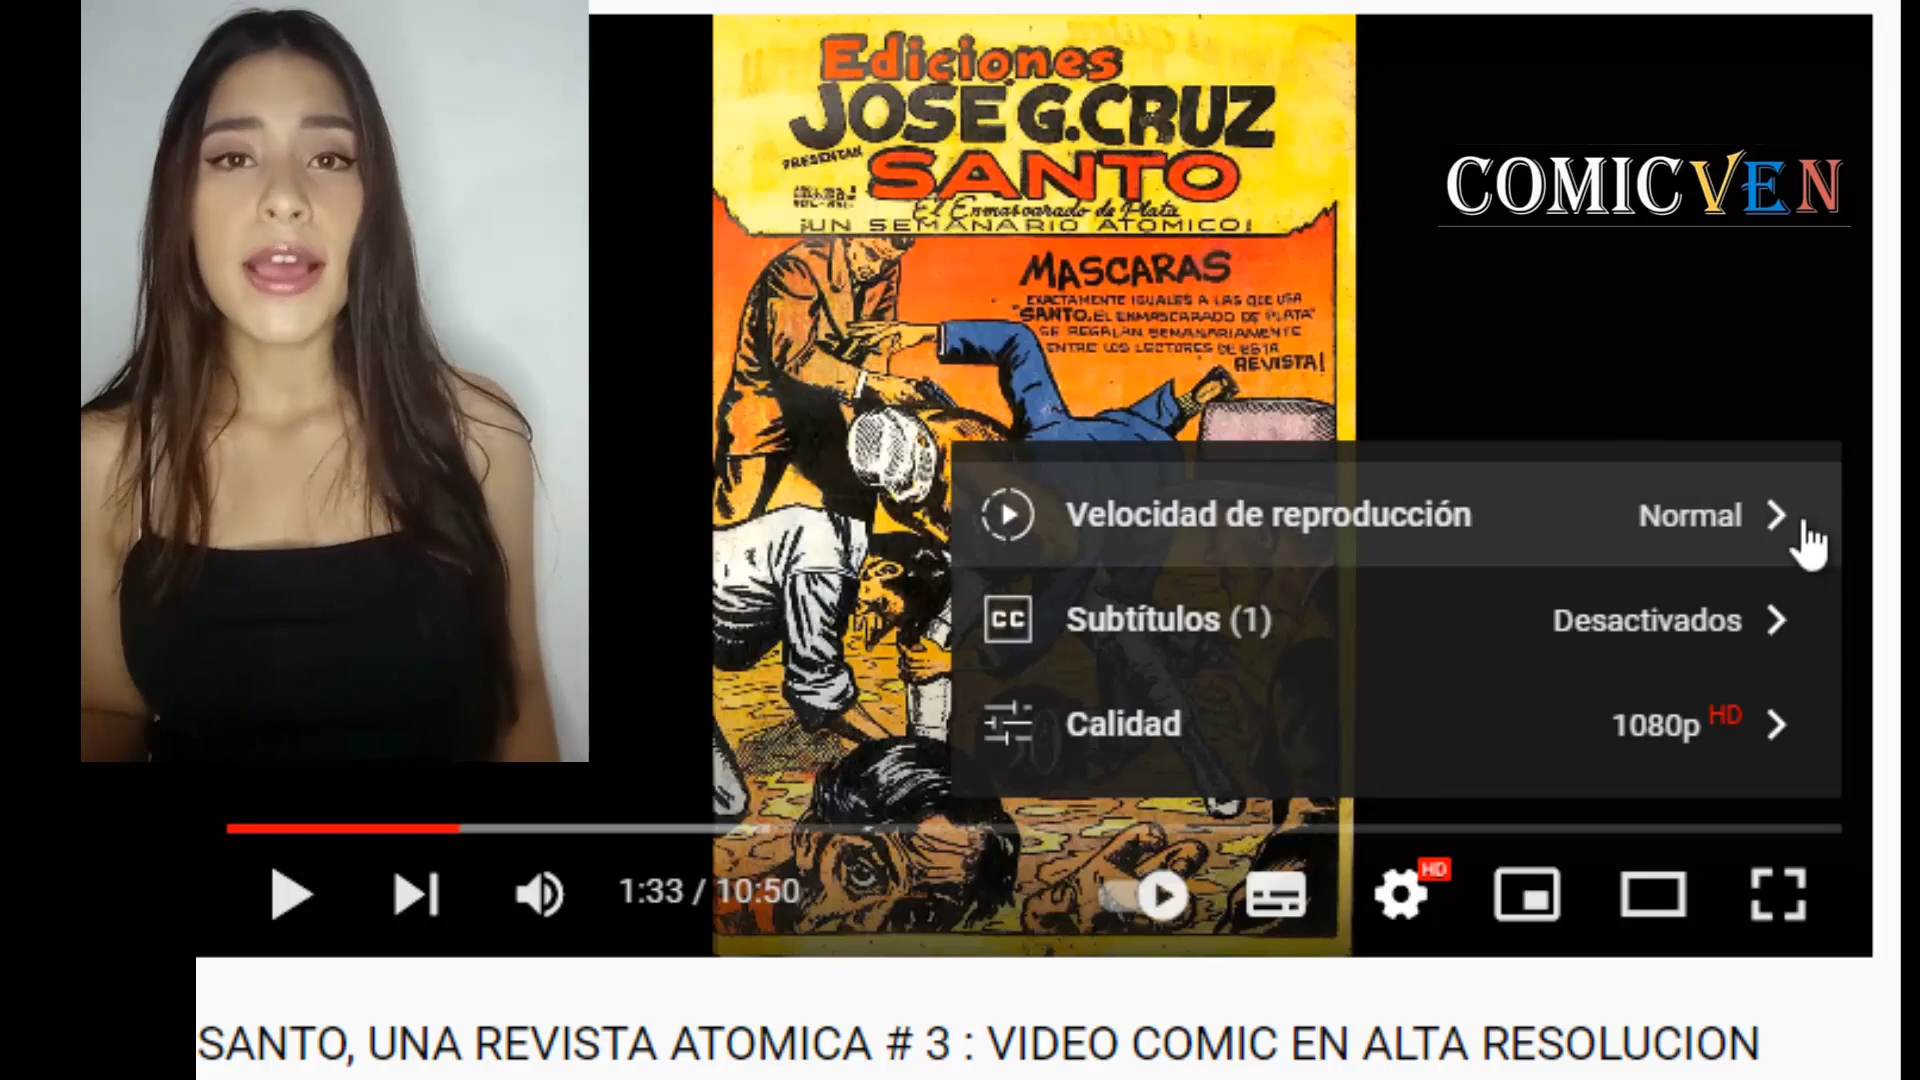 Ediciones
JOSE G. CRUZ
PRESENTAN
SANTO
El Enmascarado de Plata
¡UN SEMANARIO ATOMICO!
MASCARAS
EXACTAMENTE IGUALES A LAS QUE USA
"SANTO, EL ENMASCARADO DE PLATA"
SE REGALAN SEMANARIAMENTE
ENTRE LOS LECTORES DE ESTA
REVISTA!
COMICVEN
Velocidad de reproducción Normal
CC Subtítulos (1) Desactivados
Calidad 1080p HD
1:33 / 10:50
HD
SANTO, UNA REVISTA ATOMICA # 3 : VIDEO COMIC EN ALTA RESOLUCION